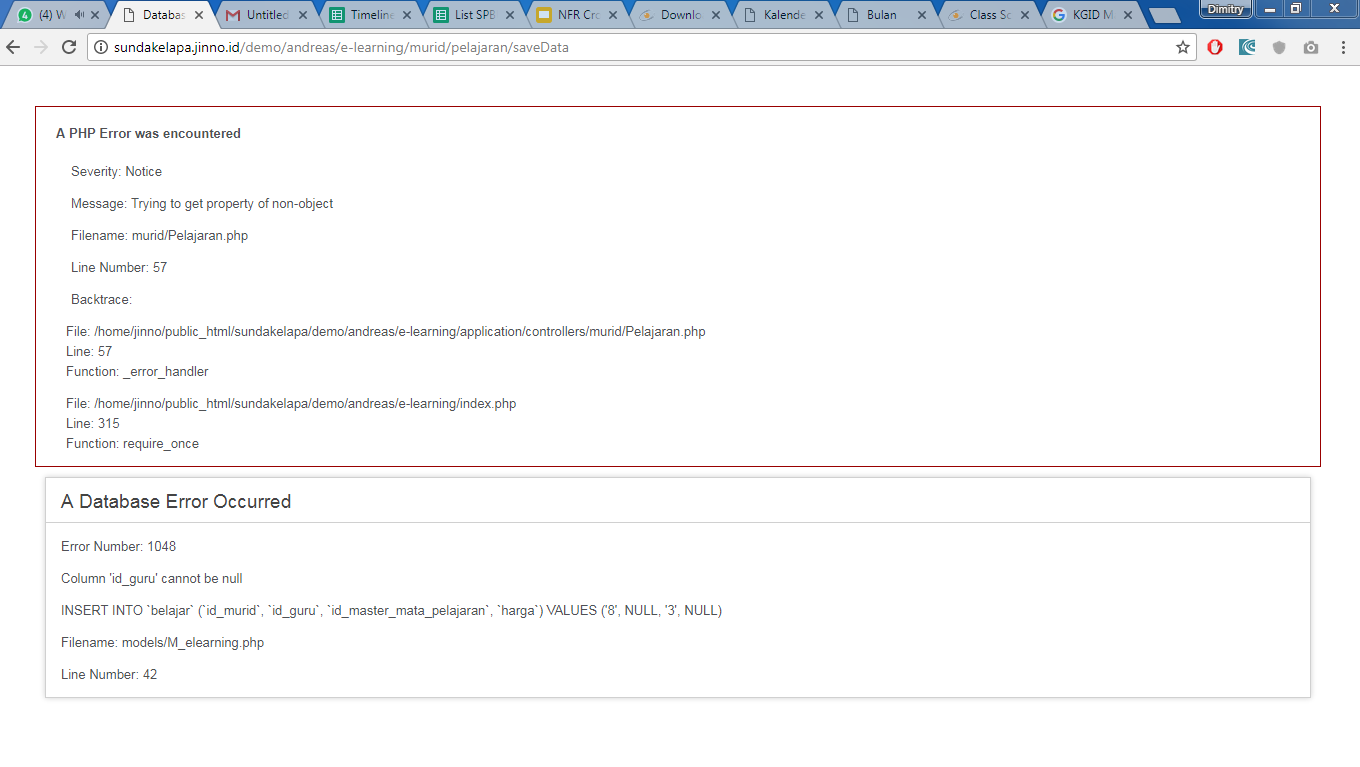 (4) W
Databas
Untitled
Timeline
List SPB
NFR Cro
Downlo
Kalende
Bulan
Class Sc
KGID M
Dimitry
sundakelapa.jinno.id/demo/andreas/e-learning/murid/pelajaran/saveData
A PHP Error was encountered
Severity: Notice
Message: Trying to get property of non-object
Filename: murid/Pelajaran.php
Line Number: 57
Backtrace:
File: /home/jinno/public_html/sundakelapa/demo/andreas/e-learning/application/controllers/murid/Pelajaran.php
Line: 57
Function: _error_handler
File: /home/jinno/public_html/sundakelapa/demo/andreas/e-learning/index.php
Line: 315
Function: require_once
A Database Error Occurred
Error Number: 1048
Column 'id_guru' cannot be null
INSERT INTO `belajar` (`id_murid`, `id_guru`, `id_master_mata_pelajaran`, `harga`) VALUES ('8', NULL, '3', NULL)
Filename: models/M_elearning.php
Line Number: 42